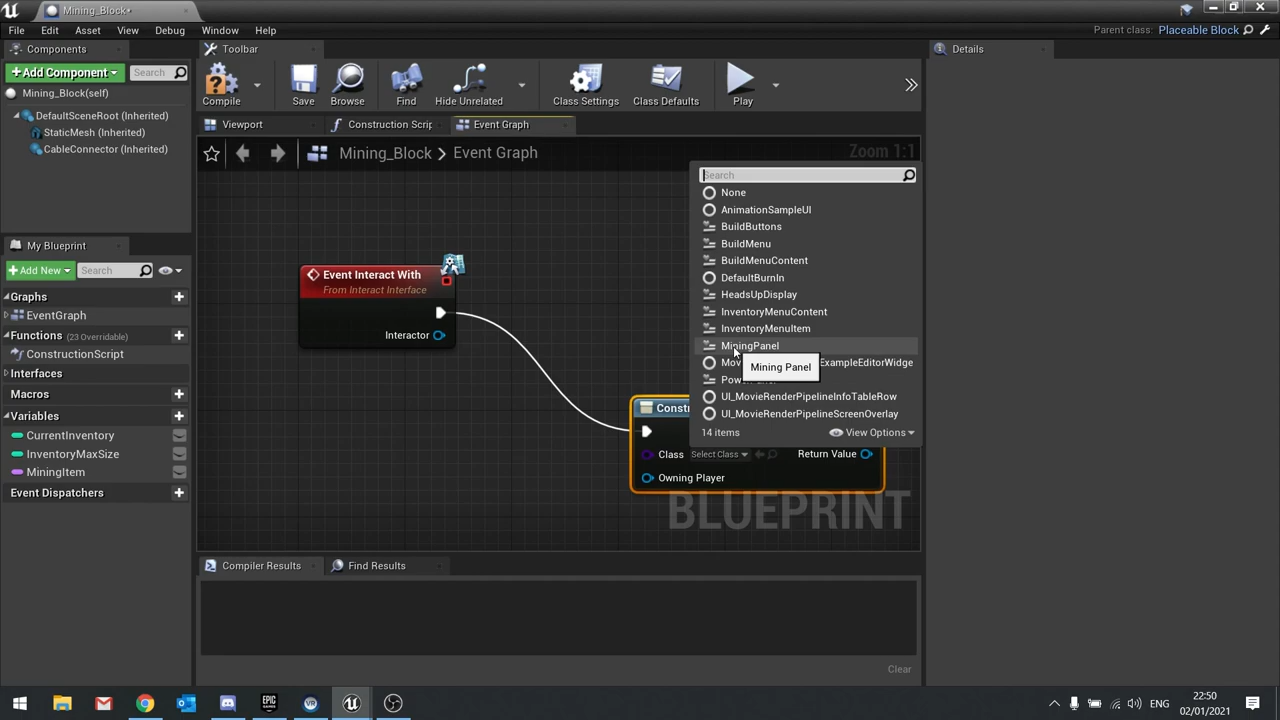 Mining_Block*
File Edit Asset View Debug Window Help
Parent class: Placeable Block
Components
Toolbar
Details
+Add Component
Search
Compile
Save
Browse
Find
Hide Unrelated
Class Settings
Class Defaults
Play
Mining_Block(self)
DefaultSceneRoot (Inherited)
StaticMesh (Inherited)
CableConnector (Inherited)
Viewport
Construction Scrip
Event Graph
Mining_Block > Event Graph
Zoom 1:1
Search
None
AnimationSampleUI
BuildButtons
BuildMenu
BuildMenuContent
DefaultBurnIn
HeadsUpDisplay
InventoryMenuContent
InventoryMenuItem
MiningPanel
Mining Panel
ExampleEditorWidge
UI_MovieRenderPipelineInfoTableRow
UI_MovieRenderPipelineScreenOverlay
14 items
View Options
Event Interact With
From Interact Interface
Interactor
Constr
Class
Select Class
Return Value
Owning Player
BLUEPRINT
My Blueprint
+Add New
Search
Graphs
EventGraph
Functions (23 Overridable)
ConstructionScript
Interfaces
Macros
Variables
CurrentInventory
InventoryMaxSize
MiningItem
Event Dispatchers
Compiler Results
Find Results
Clear
EPIC GAMES
ENG
22:50
02/01/2021